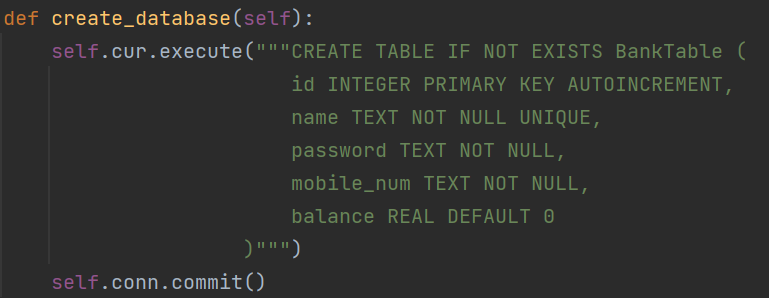 def create_database(self):
    self.cur.execute("""CREATE TABLE IF NOT EXISTS BankTable (
                        id INTEGER PRIMARY KEY AUTOINCREMENT,
                        name TEXT NOT NULL UNIQUE,
                        password TEXT NOT NULL,
                        mobile_num TEXT NOT NULL,
                        balance REAL DEFAULT 0
                    )""")
    self.conn.commit()